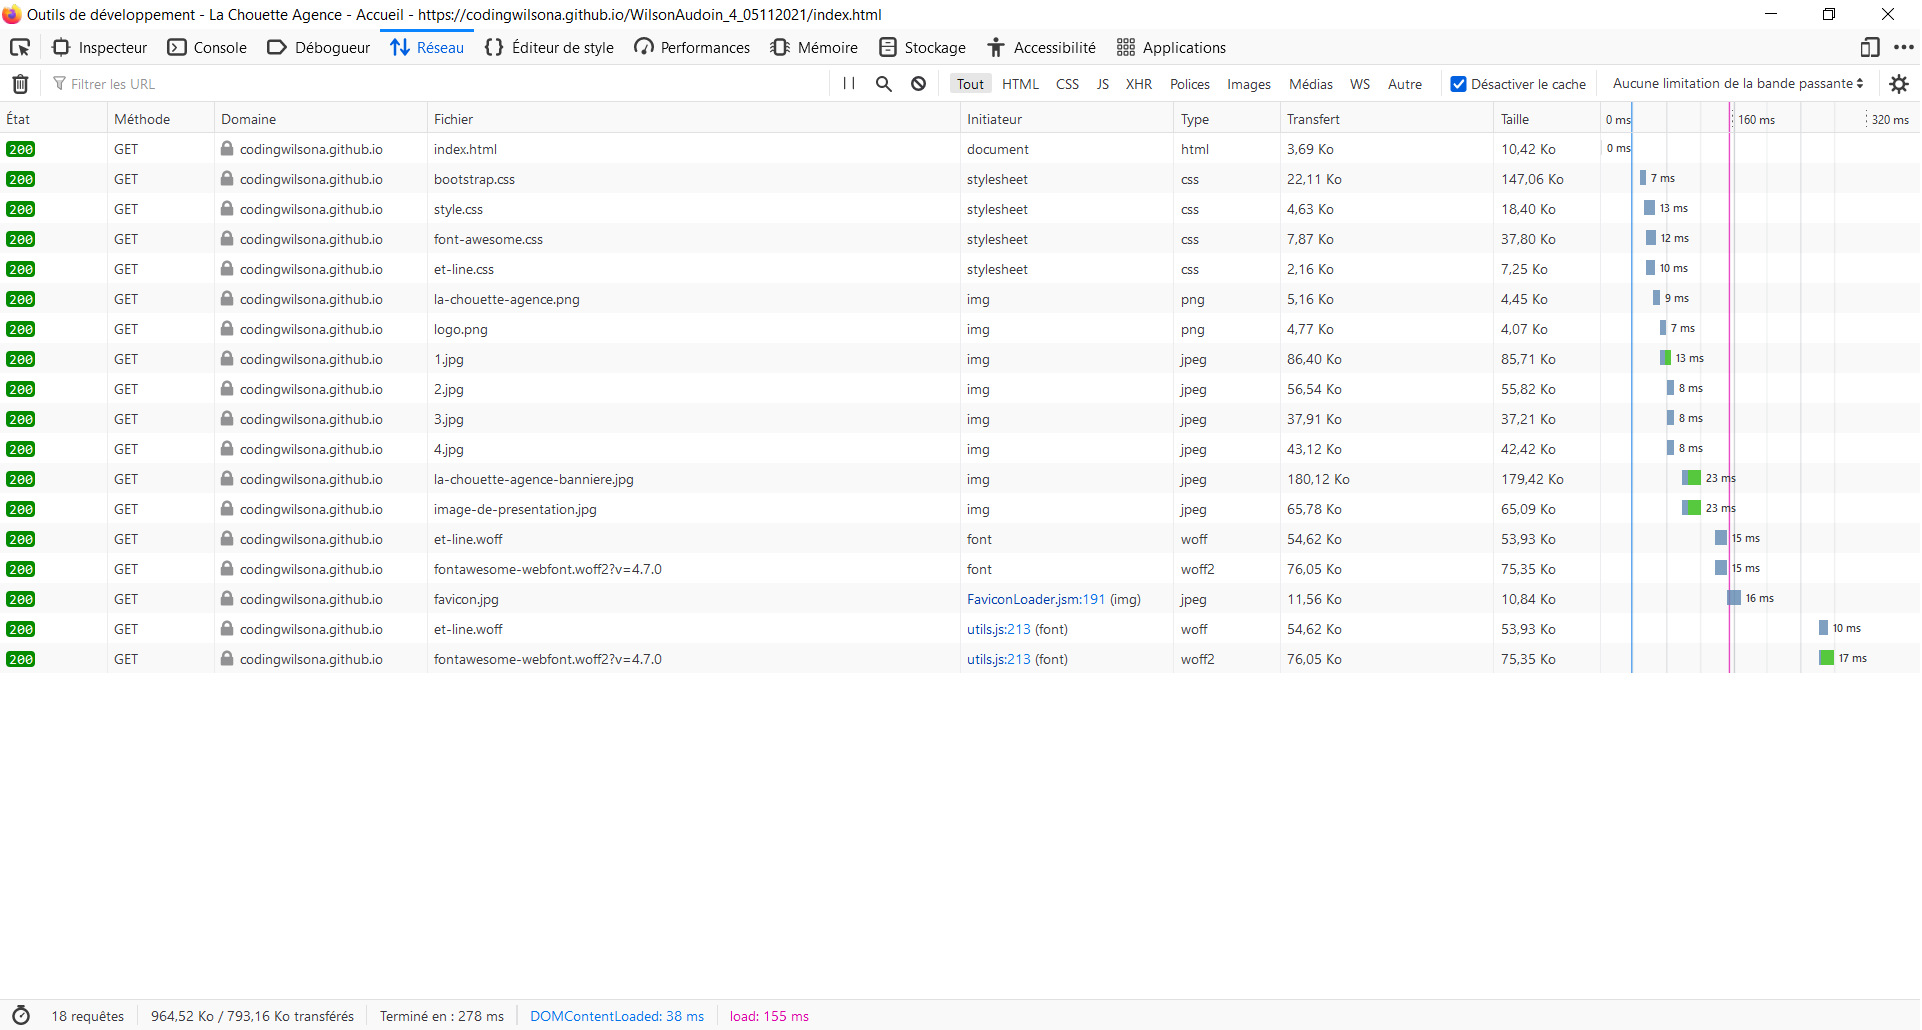 Outils de développement - La Chouette Agence - Accueil - https://codingwilsona.github.io/WilsonAudoin_4_05112021/index.html
Inspecteur Console Débogueur Réseau Éditeur de style Performances Mémoire Stockage Accessibilité Applications
Filtrer les URL Tout HTML CSS JS XHR Polices Images Médias WS Autre Désactiver le cache Aucune limitation de la bande passante
État Méthode Domaine Fichier Initiateur Type Transfert Taille 0 ms 160 ms 320 ms
200 GET codingwilsona.github.io index.html document html 3,69 Ko 10,42 Ko 0 ms
200 GET codingwilsona.github.io bootstrap.css stylesheet css 22,11 Ko 147,06 Ko 7 ms
200 GET codingwilsona.github.io style.css stylesheet css 4,63 Ko 18,40 Ko 13 ms
200 GET codingwilsona.github.io font-awesome.css stylesheet css 7,87 Ko 37,80 Ko 12 ms
200 GET codingwilsona.github.io et-line.css stylesheet css 2,16 Ko 7,25 Ko 10 ms
200 GET codingwilsona.github.io la-chouette-agence.png img png 5,16 Ko 4,45 Ko 9 ms
200 GET codingwilsona.github.io logo.png img png 4,77 Ko 4,07 Ko 7 ms
200 GET codingwilsona.github.io 1.jpg img jpeg 86,40 Ko 85,71 Ko 13 ms
200 GET codingwilsona.github.io 2.jpg img jpeg 56,54 Ko 55,82 Ko 8 ms
200 GET codingwilsona.github.io 3.jpg img jpeg 37,91 Ko 37,21 Ko 8 ms
200 GET codingwilsona.github.io 4.jpg img jpeg 43,12 Ko 42,42 Ko 8 ms
200 GET codingwilsona.github.io la-chouette-agence-banniere.jpg img jpeg 180,12 Ko 179,42 Ko 23 ms
200 GET codingwilsona.github.io image-de-presentation.jpg img jpeg 65,78 Ko 65,09 Ko 23 ms
200 GET codingwilsona.github.io et-line.woff font woff 54,62 Ko 53,93 Ko 15 ms
200 GET codingwilsona.github.io fontawesome-webfont.woff2?v=4.7.0 font woff2 76,05 Ko 75,35 Ko 15 ms
200 GET codingwilsona.github.io favicon.jpg FaviconLoader.jsm:191 (img) jpeg 11,56 Ko 10,84 Ko 16 ms
200 GET codingwilsona.github.io et-line.woff utils.js:213 (font) woff 54,62 Ko 53,93 Ko 10 ms
200 GET codingwilsona.github.io fontawesome-webfont.woff2?v=4.7.0 utils.js:213 (font) woff2 76,05 Ko 75,35 Ko 17 ms
18 requêtes 964,52 Ko / 793,16 Ko transférés Terminé en : 278 ms DOMContentLoaded: 38 ms load: 155 ms